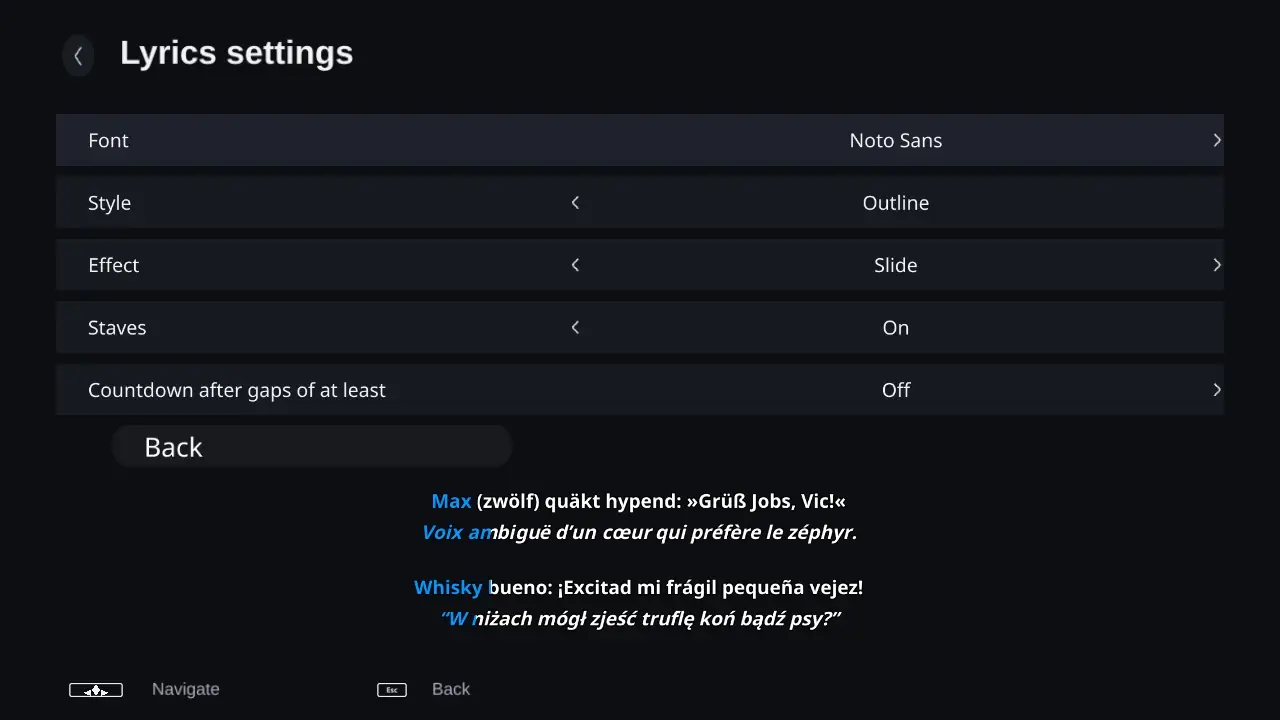 Lyrics settings
Font Noto Sans
Style Outline
Effect Slide
Staves On
Countdown after gaps of at least Off
Back
Max (zwölf) quäkt hypend: »Grüß Jobs, Vic!«
Voix ambiguë d’un cœur qui préfère le zéphyr.
Whisky bueno: ¡Excitad mi frágil pequeña vejez!
“W niżach mógł zjeść truflę koń bądź psy?”
Navigate Esc Back